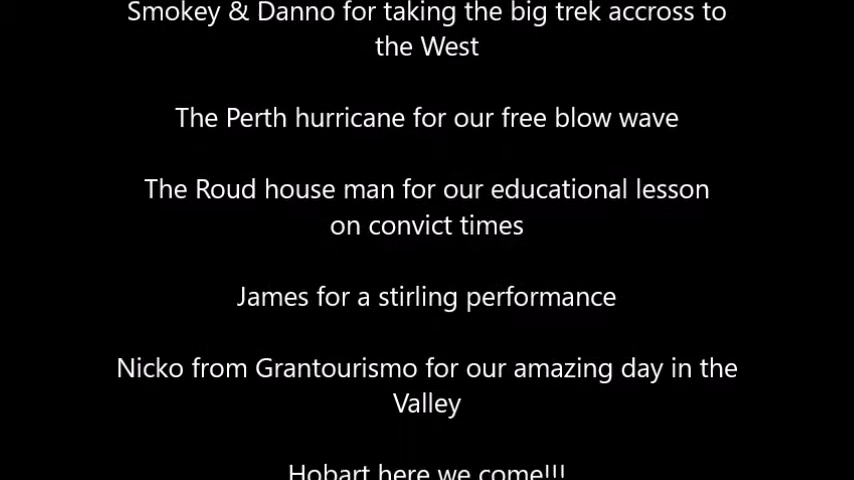 Smokey & Danno for taking the big trek accross to
the West
The Perth hurricane for our free blow wave
The Roud house man for our educational lesson
on convict times
James for a stirling performance
Nicko from Grantourismo for our amazing day in the
Valley
Hobart here we come!!!